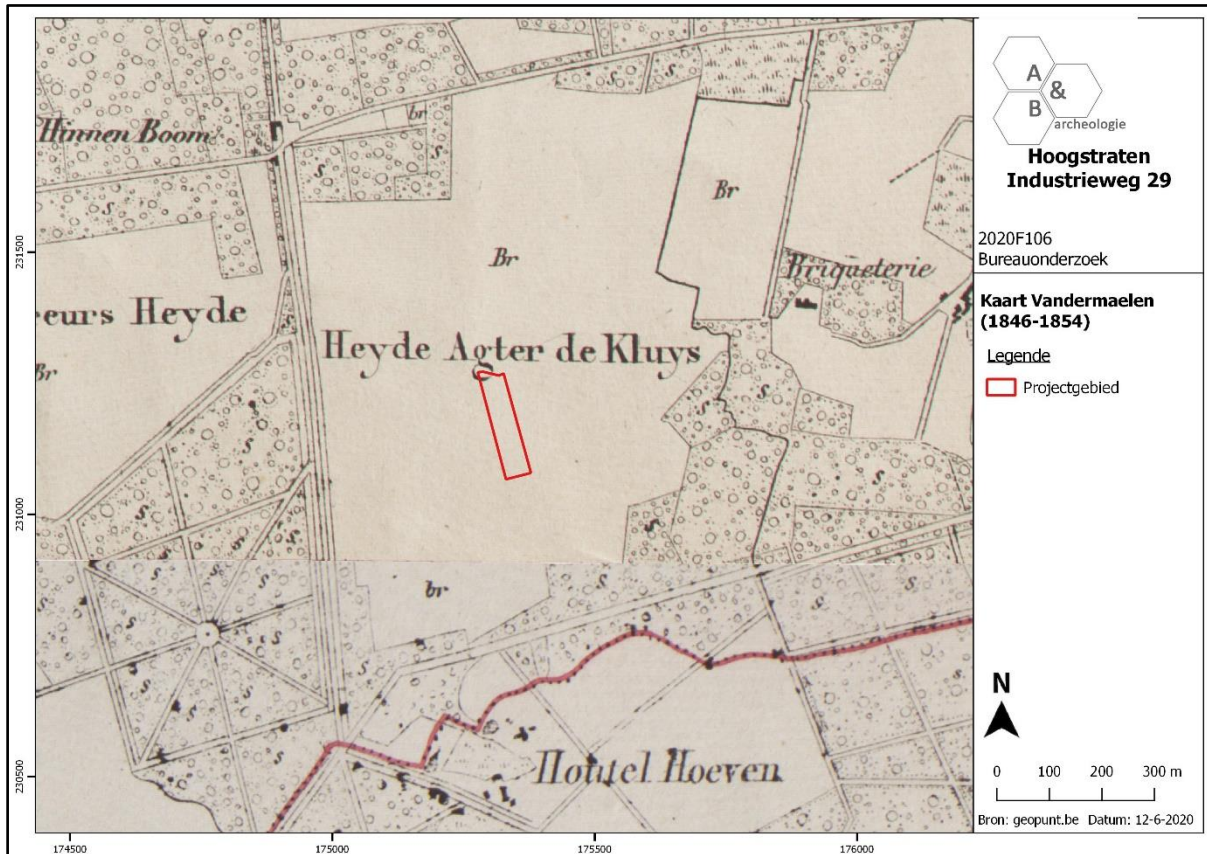 Hinnen Boom
br
S
S
S
S
S
Br
Br
Briqueterie
reurs Heyde
Br
Heyde Agter de Kluys
S
S
S
S
S
S
br
S
S
S
S
S
S
S
S
S
S
Houtel Hoeven
231500
231000
230500
174500
175000
175500
176000
A
&
B
archeologie
Hoogstraten
Industrieweg 29
2020F106
Bureauonderzoek
Kaart Vandermaelen
(1846-1854)
Legende
Projectgebied
N
0 100 200 300 m
Bron: geopunt.be Datum: 12-6-2020